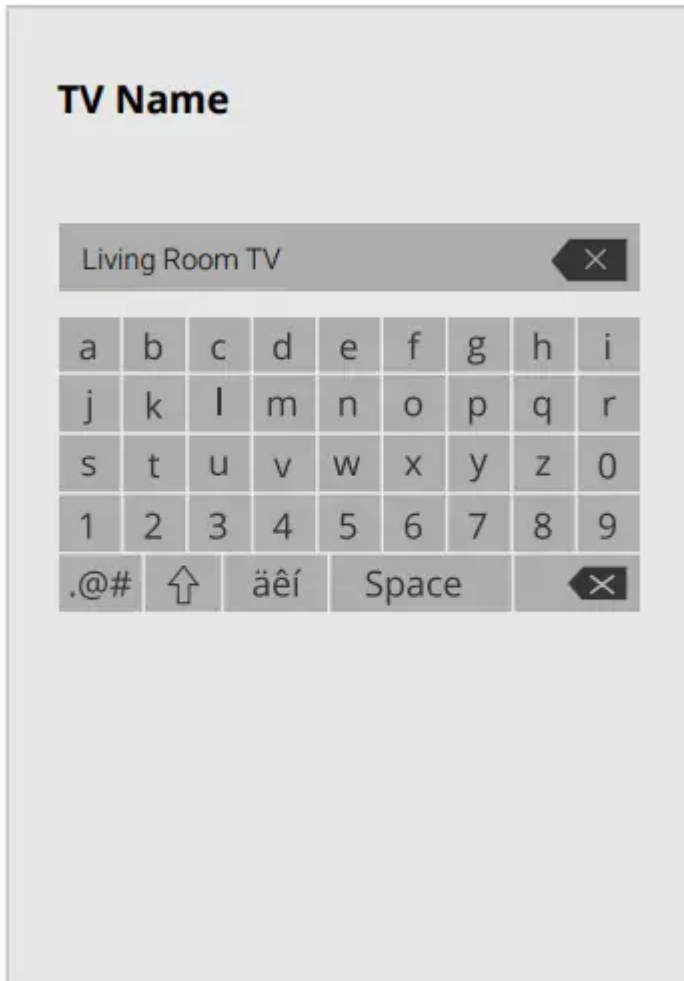 TV Name
Living Room TV
a b c d e f g h i
j k l m n o p q r
s t u v w x y z 0
1 2 3 4 5 6 7 8 9
.@# äêí Space